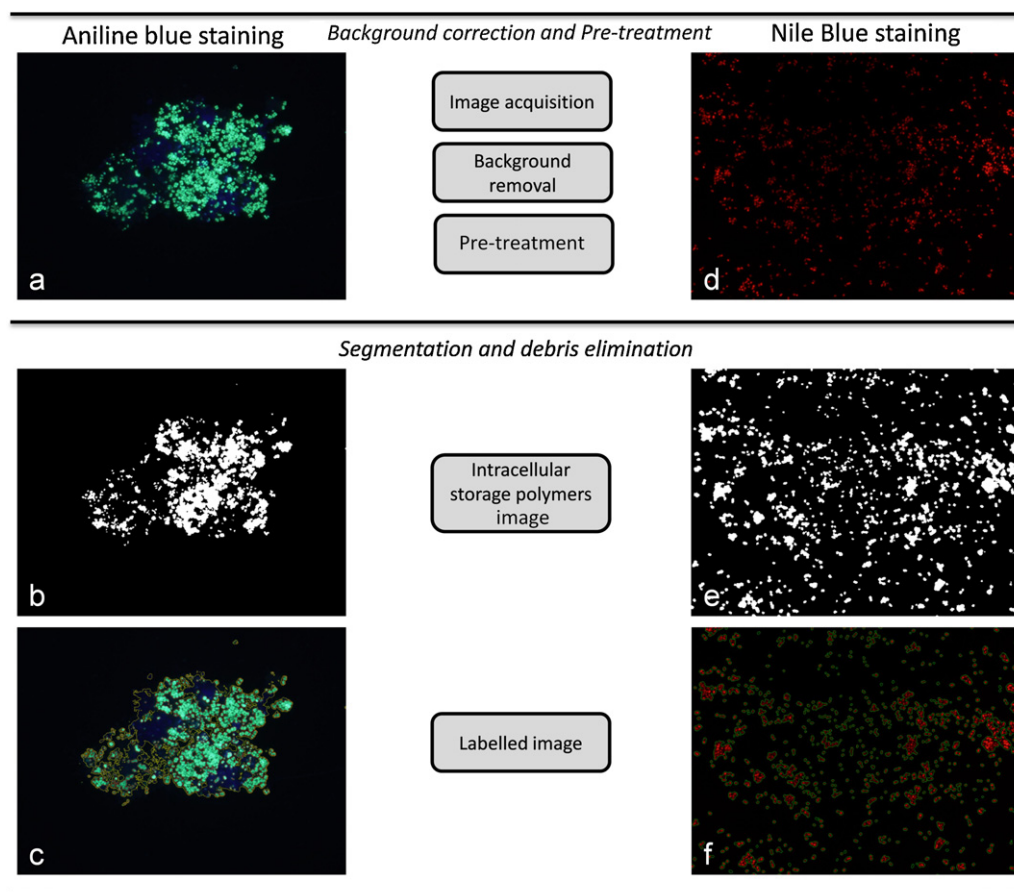 Aniline blue staining
Background correction and Pre-treatment
Nile Blue staining
Image acquisition
Background
removal
Pre-treatment
a
d
Segmentation and debris elimination
Intracellular
storage polymers
image
b
e
Labelled image
c
f